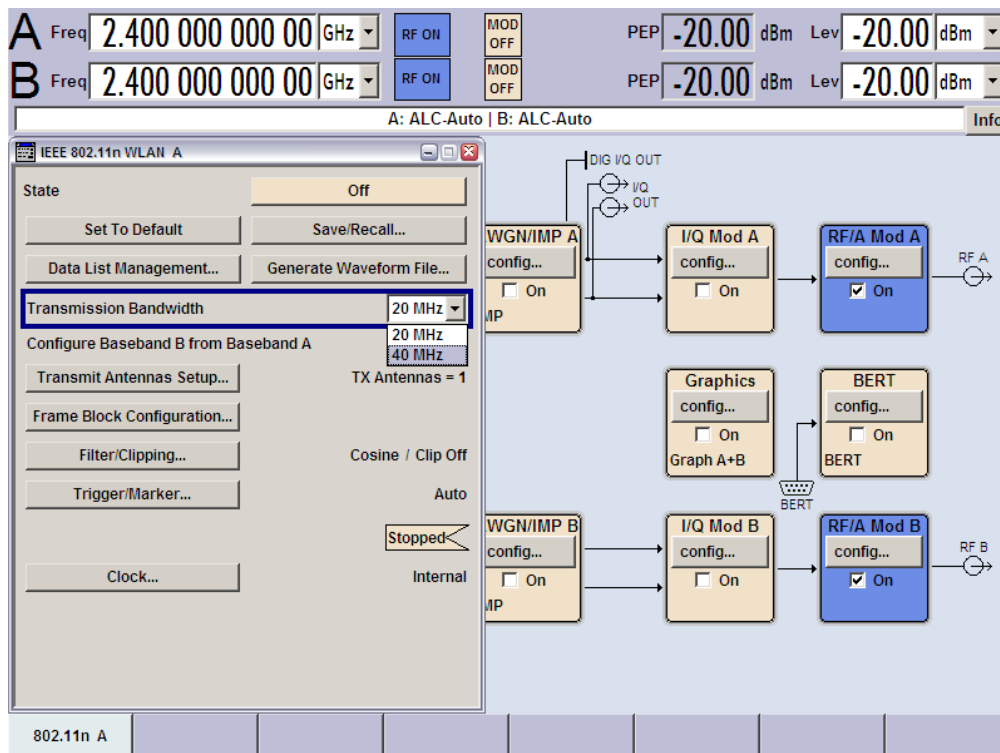 A Freq 2.400 000 000 00 GHz RF ON MOD OFF PEP -20.00 dBm Lev -20.00 dBm
B Freq 2.400 000 000 00 GHz RF ON MOD OFF PEP -20.00 dBm Lev -20.00 dBm
A: ALC-Auto | B: ALC-Auto Info
IEEE 802.11n WLAN A
State Off
Set To Default Save/Recall...
Data List Management... Generate Waveform File...
Transmission Bandwidth 20 MHz
20 MHz
40 MHz
Configure Baseband B from Baseband A
Transmit Antennas Setup... TX Antennas = 1
Frame Block Configuration...
Filter/Clipping... Cosine / Clip Off
Trigger/Marker... Auto
Stopped
Clock... Internal
DIG I/Q OUT
I/Q
OUT
WGN/IMP A
config...
On
MP
I/Q Mod A
config...
On
RF/A Mod A
config...
On
RF A
Graphics
config...
On
Graph A+B
BERT
config...
On
BERT
BERT
WGN/IMP B
config...
On
MP
I/Q Mod B
config...
On
RF/A Mod B
config...
On
RF B
802.11n A